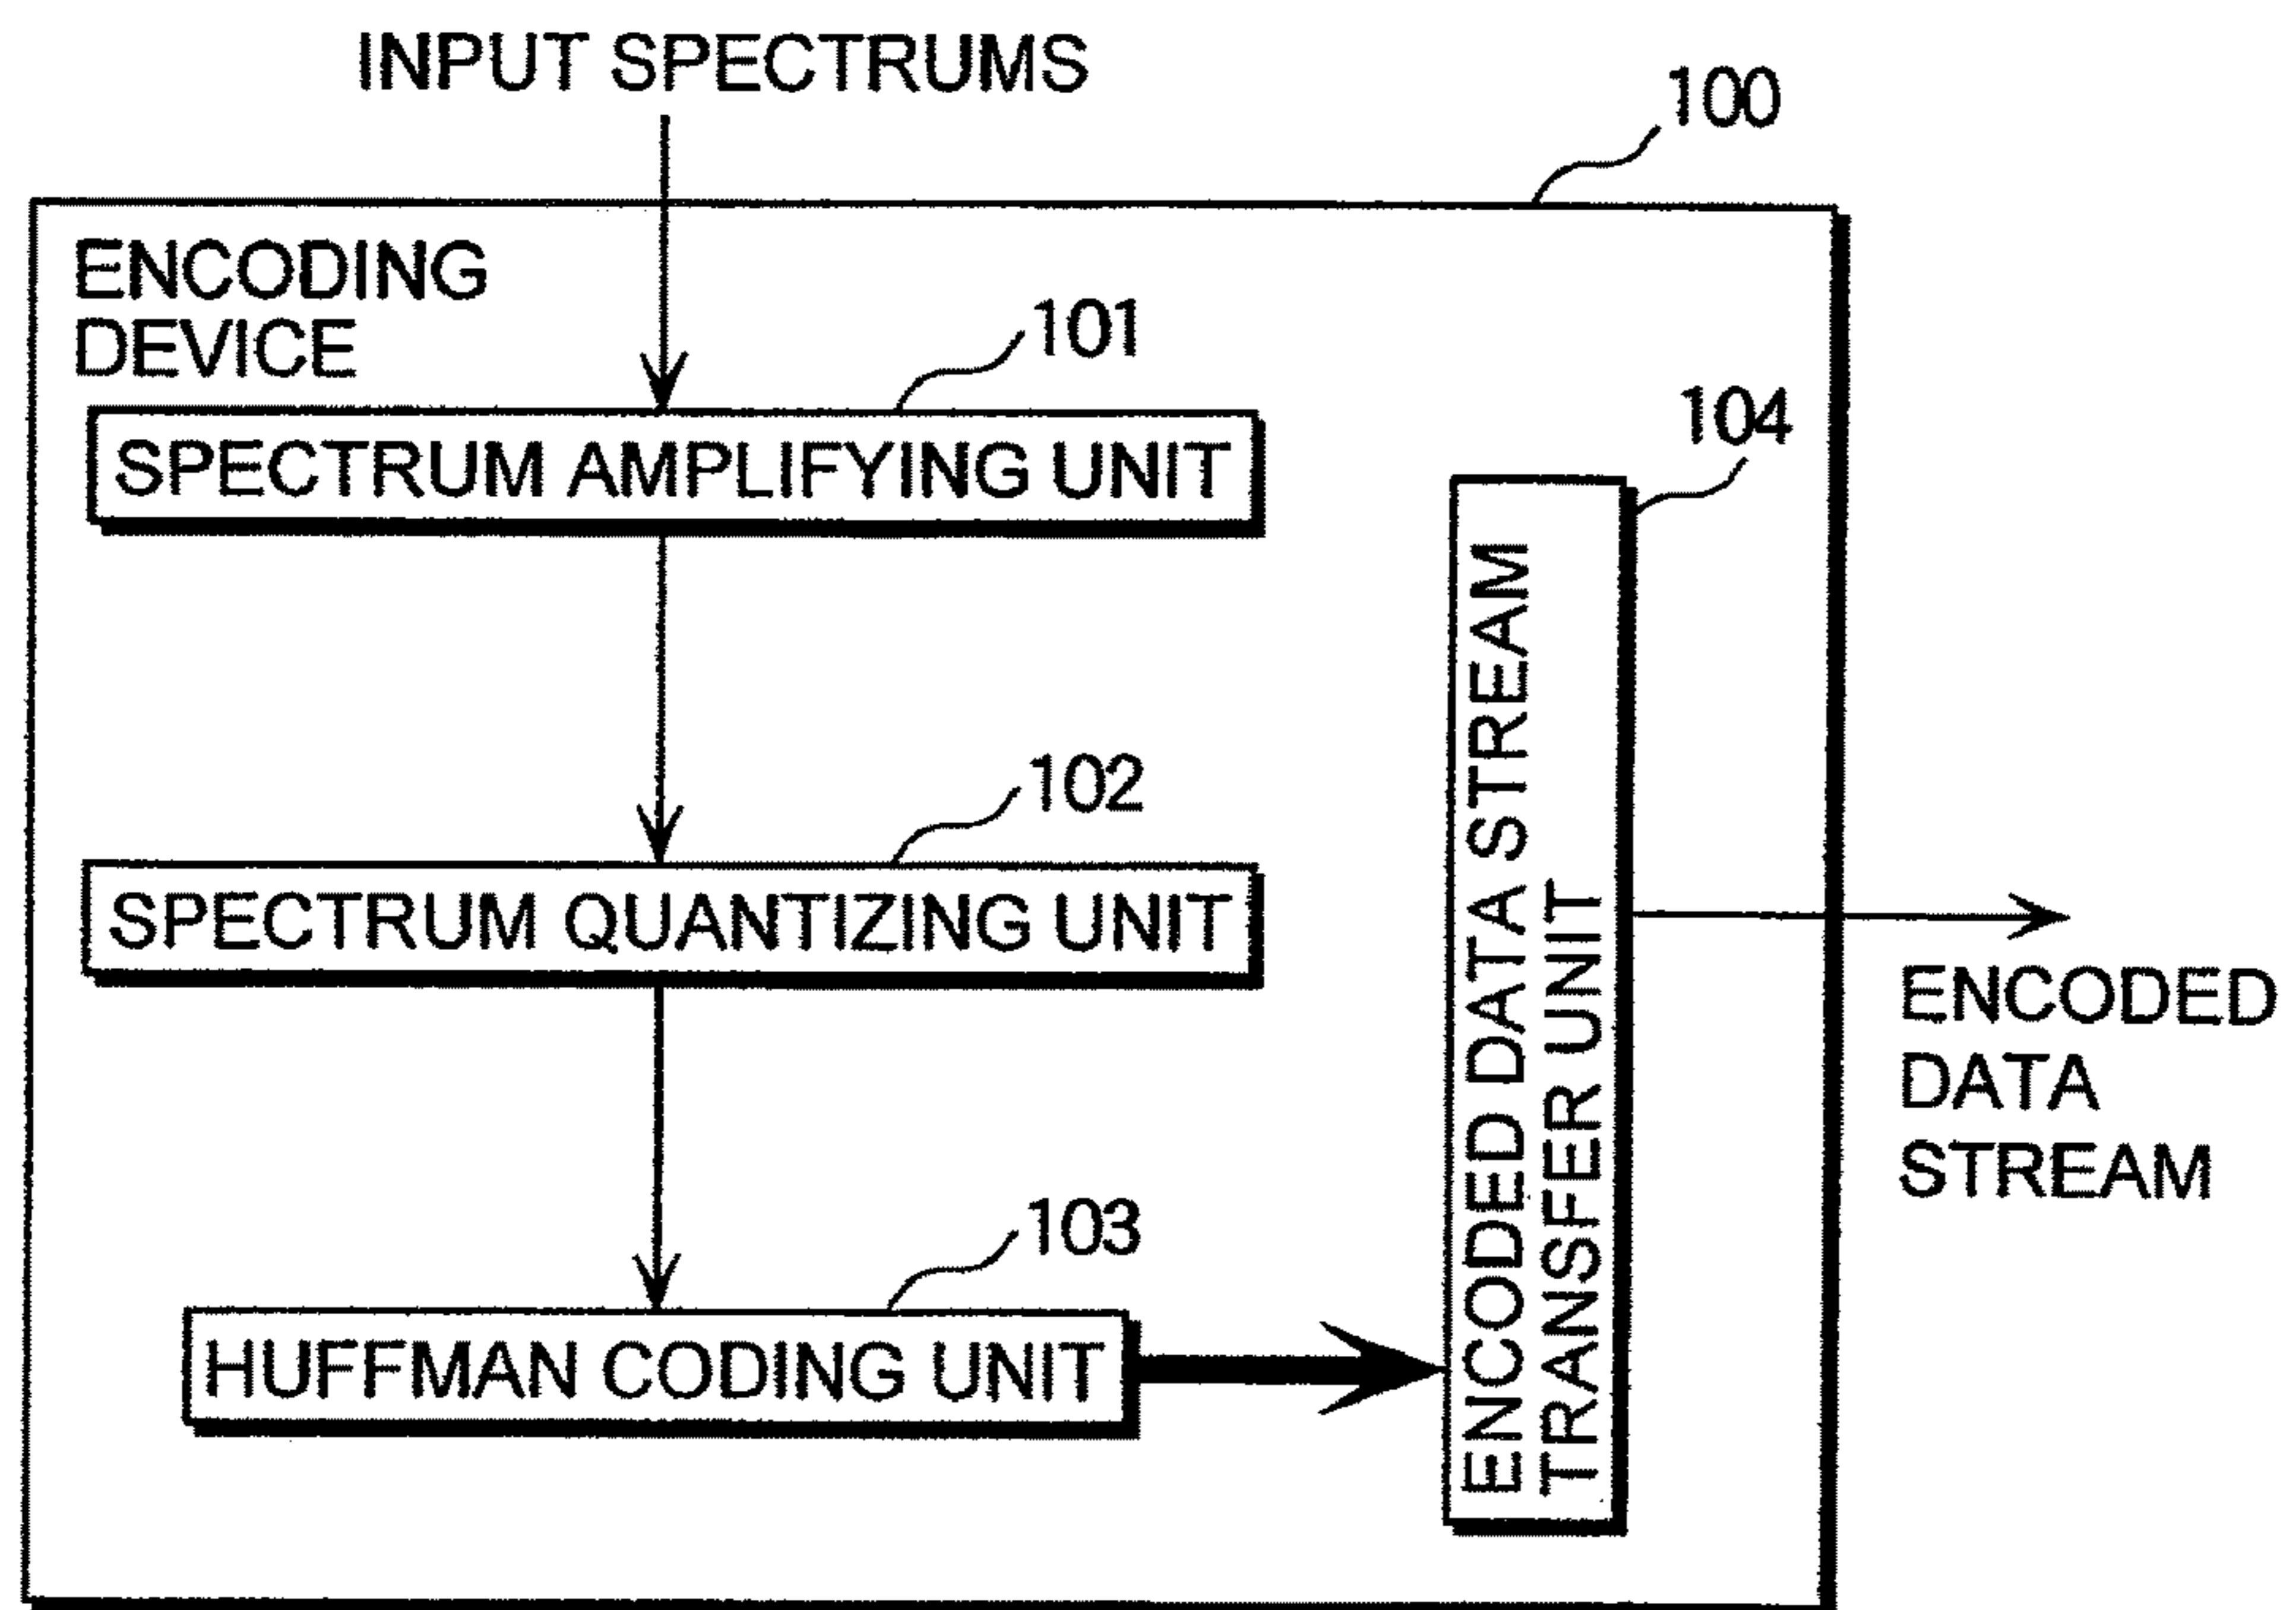 INPUT SPECTRUMS
100
ENCODING
DEVICE
101
SPECTRUM AMPLIFYING UNIT
104
ENCODED DATA STREAM
TRANSFER UNIT
102
SPECTRUM QUANTIZING UNIT
ENCODED
DATA
STREAM
103
HUFFMAN CODING UNIT